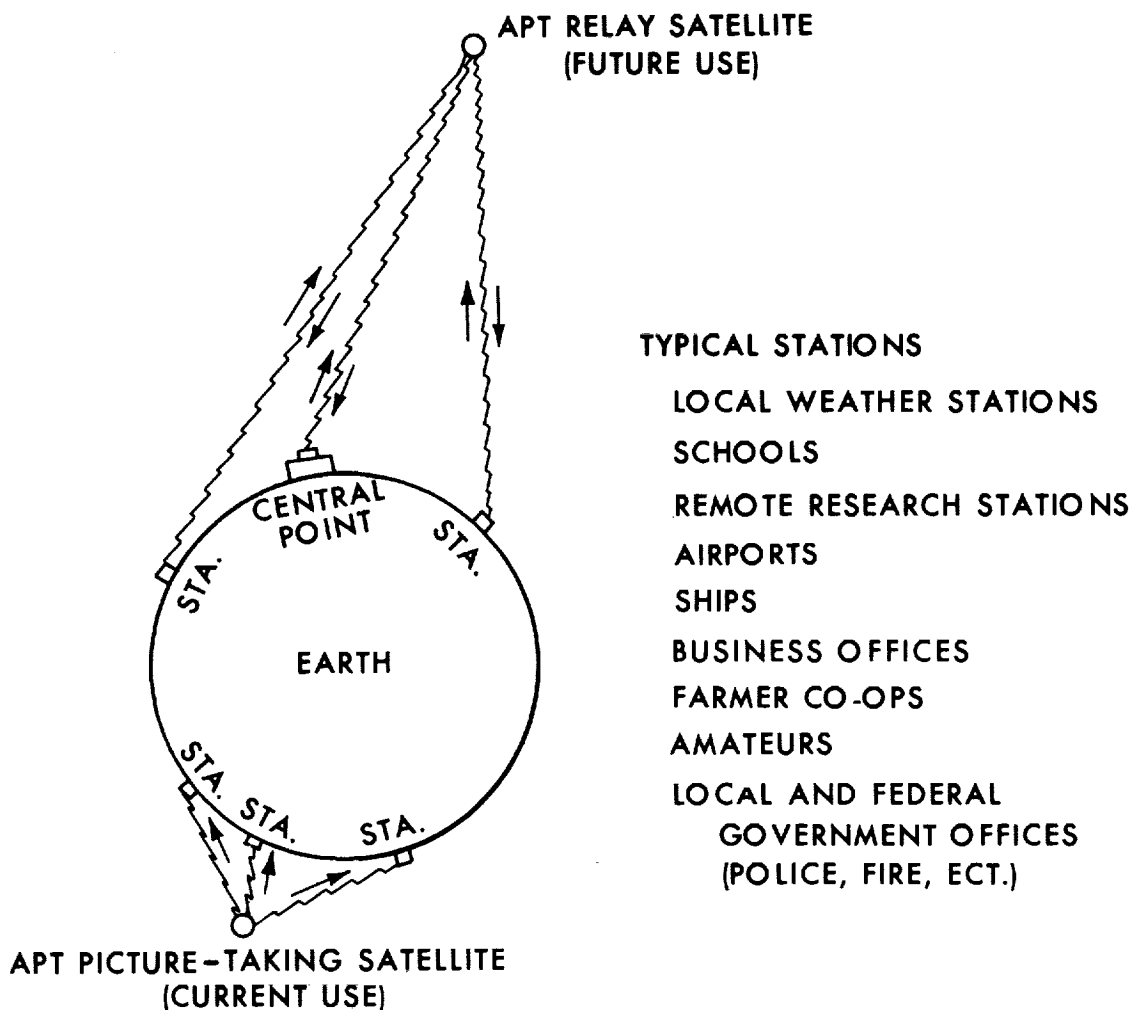 APT RELAY SATELLITE
(FUTURE USE)
TYPICAL STATIONS
LOCAL WEATHER STATIONS
SCHOOLS
REMOTE RESEARCH STATIONS
AIRPORTS
SHIPS
BUSINESS OFFICES
FARMER CO-OPS
AMATEURS
LOCAL AND FEDERAL
GOVERNMENT OFFICES
(POLICE, FIRE, ECT.)
CENTRAL
POINT
STA.
STA.
EARTH
STA.
STA.
STA.
APT PICTURE-TAKING SATELLITE
(CURRENT USE)